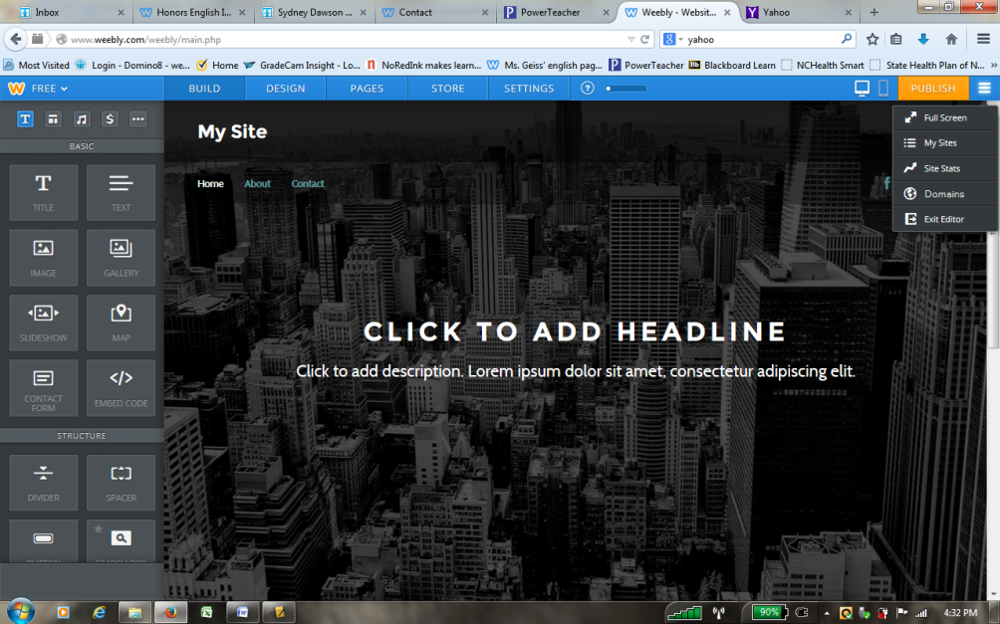 Inbox
Honors English I...
Sydney Dawson ...
Contact
PowerTeacher
Weebly - Websit...
Yahoo
www.weebly.com/weebly/main.php
yahoo
Most Visited
Login - Domino8 - we...
Home
GradeCam Insight - Lo...
NoRedInk makes learn...
Ms. Geiss' english pag...
PowerTeacher
Blackboard Learn
NCHealth Smart
State Health Plan of N...
FREE
BUILD
DESIGN
PAGES
STORE
SETTINGS
?
PUBLISH
Full Screen
My Sites
Site Stats
Domains
Exit Editor
BASIC
TITLE
TEXT
IMAGE
GALLERY
SLIDESHOW
MAP
CONTACT
FORM
EMBED CODE
STRUCTURE
DIVIDER
SPACER
My Site
Home
About
Contact
CLICK TO ADD HEADLINE
Click to add description. Lorem ipsum dolor sit amet, consectetur adipiscing elit.
90%
4:32 PM